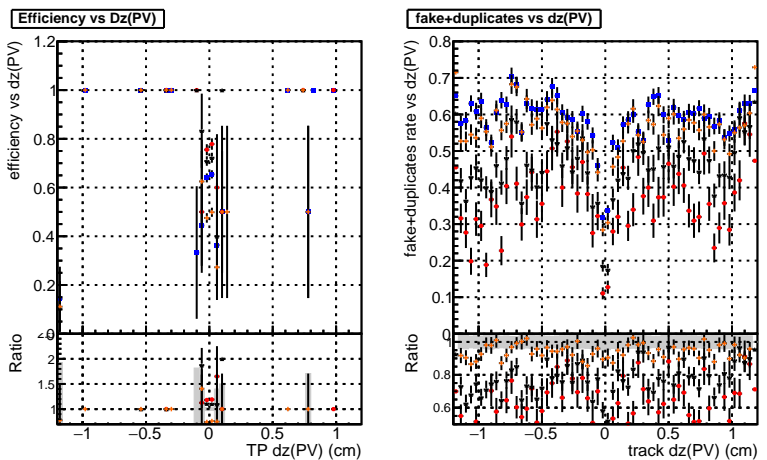 Efficiency vs Dz(PV)
efficiency vs dz(PV)
1.2
1
0.8
0.6
0.4
0.2
0
Ratio
2
1.5
1
−1 −0.5 0 0.5 1
TP dz(PV) (cm)
fake+duplicates vs dz(PV)
fake+duplicates rate vs dz(PV)
0.8
0.7
0.6
0.5
0.4
0.3
0.2
0.1
0
Ratio
0.8
0.6
−1 −0.5 0 0.5 1
track dz(PV) (cm)